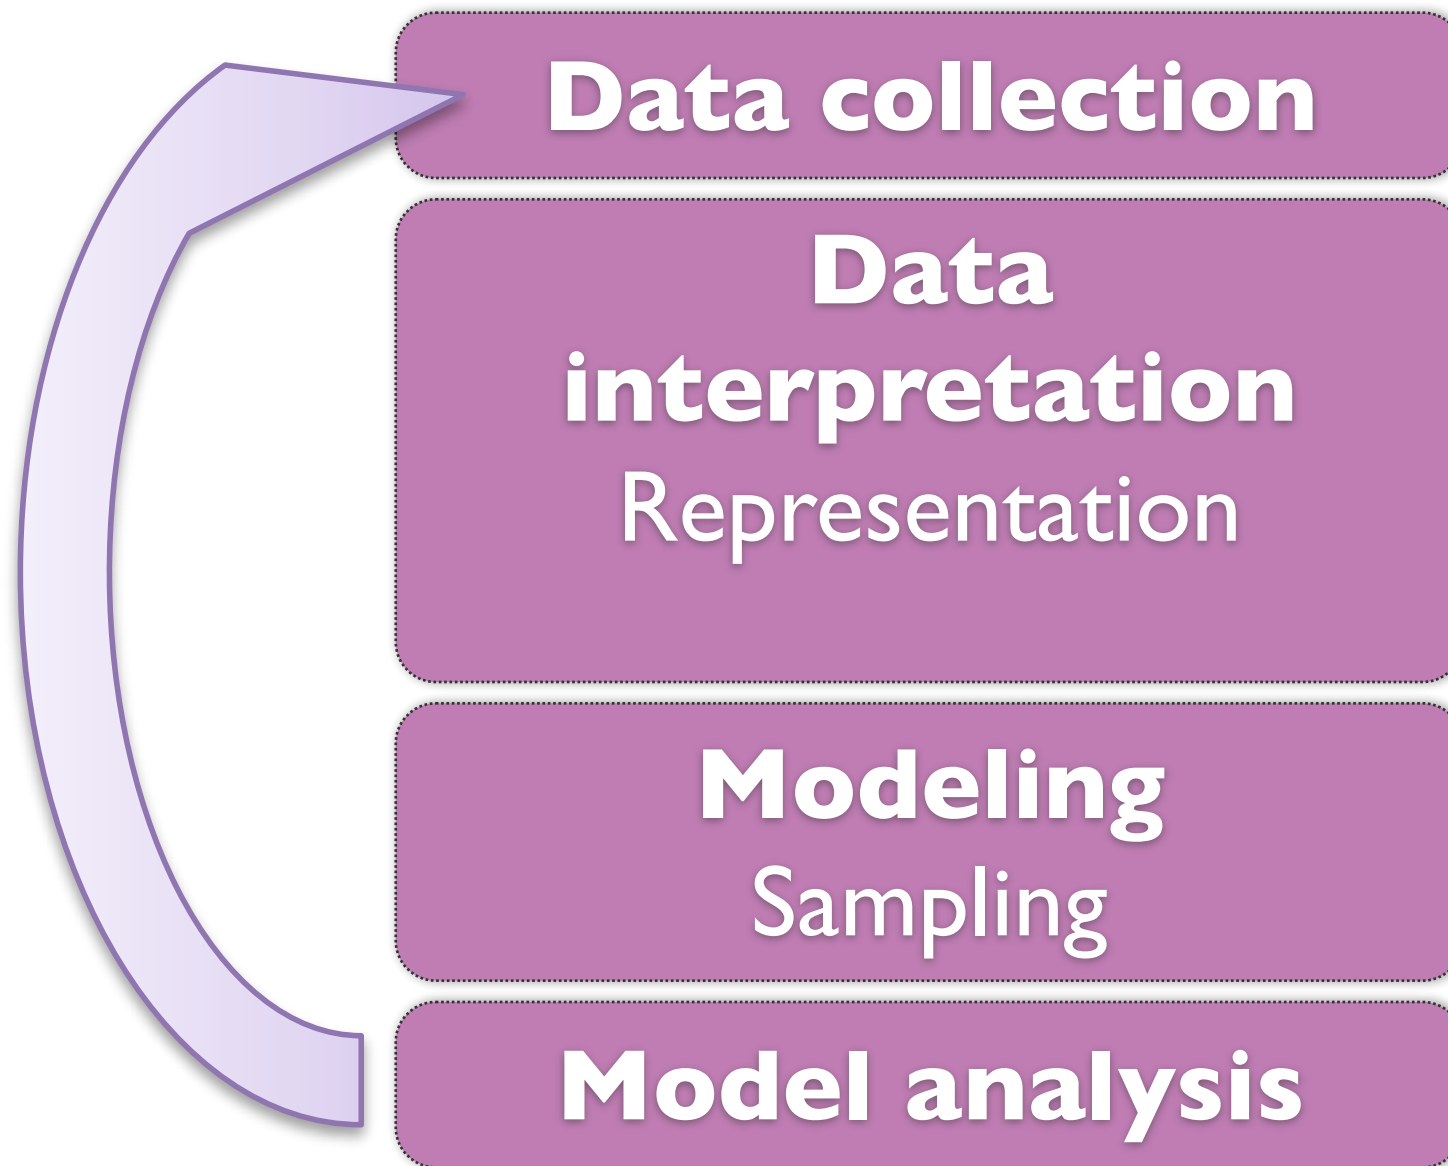 Data collection
Data
interpretation
Representation
Modeling
Sampling
Model analysis